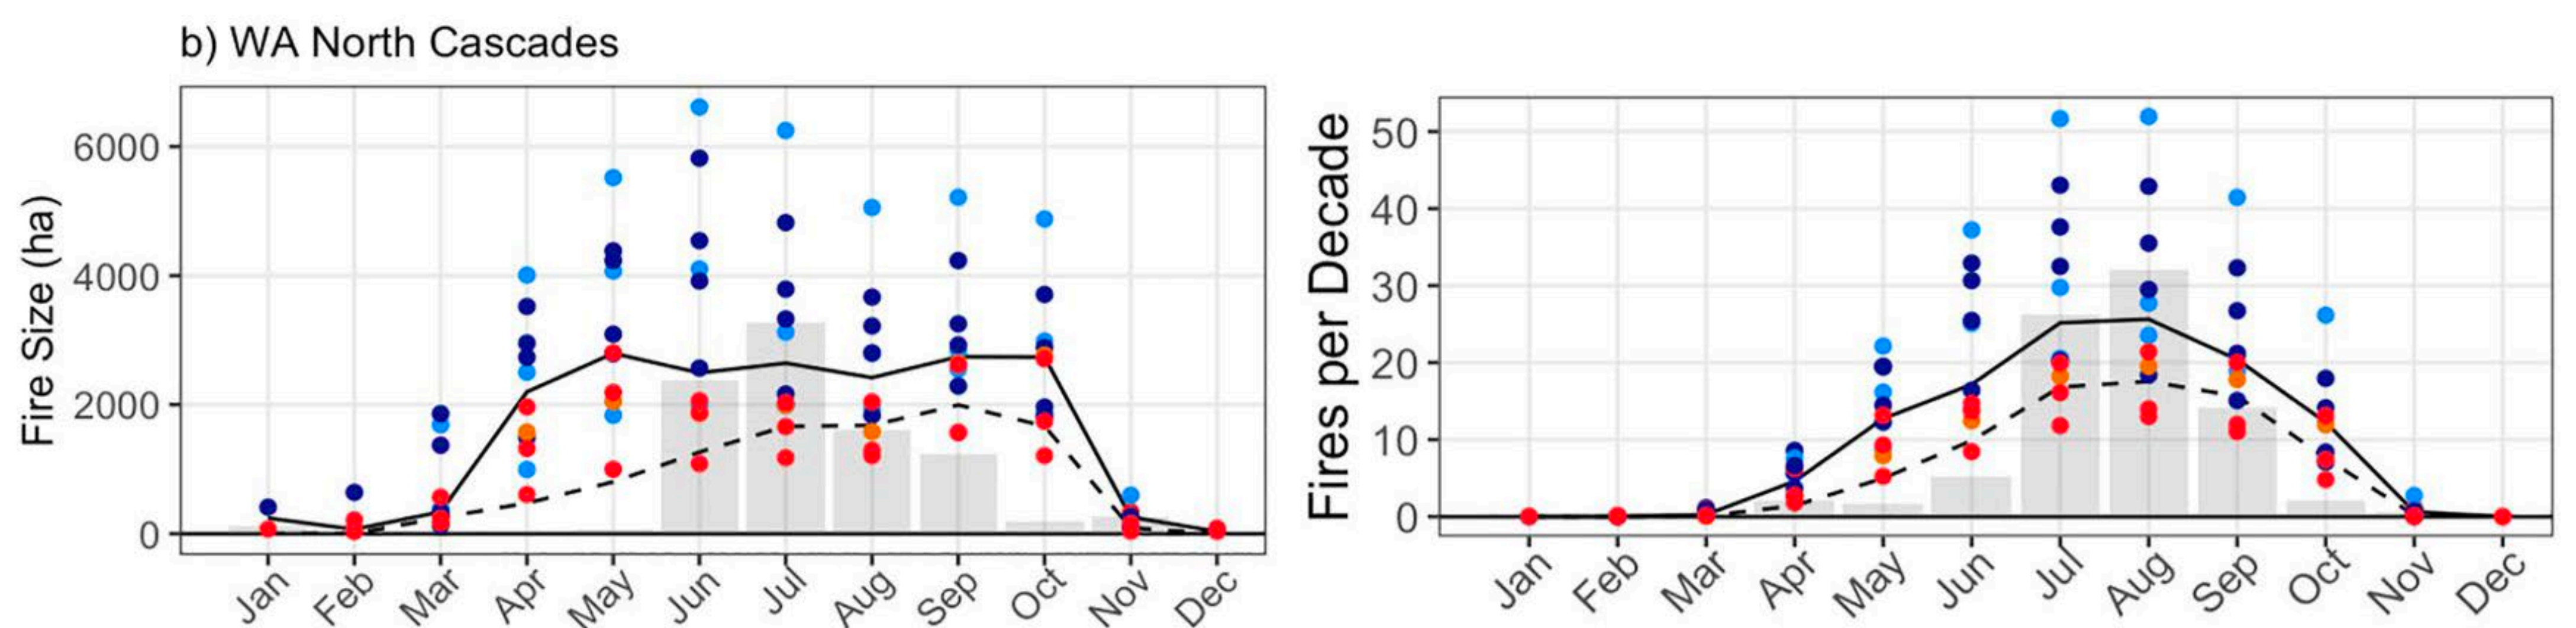 b) WA North Cascades
Fire Size (ha)
6000
4000
2000
0
Jan Feb Mar Apr May Jun Jul Aug Sep Oct Nov Dec
Fires per Decade
50
40
30
20
10
0
Jan Feb Mar Apr May Jun Jul Aug Sep Oct Nov Dec